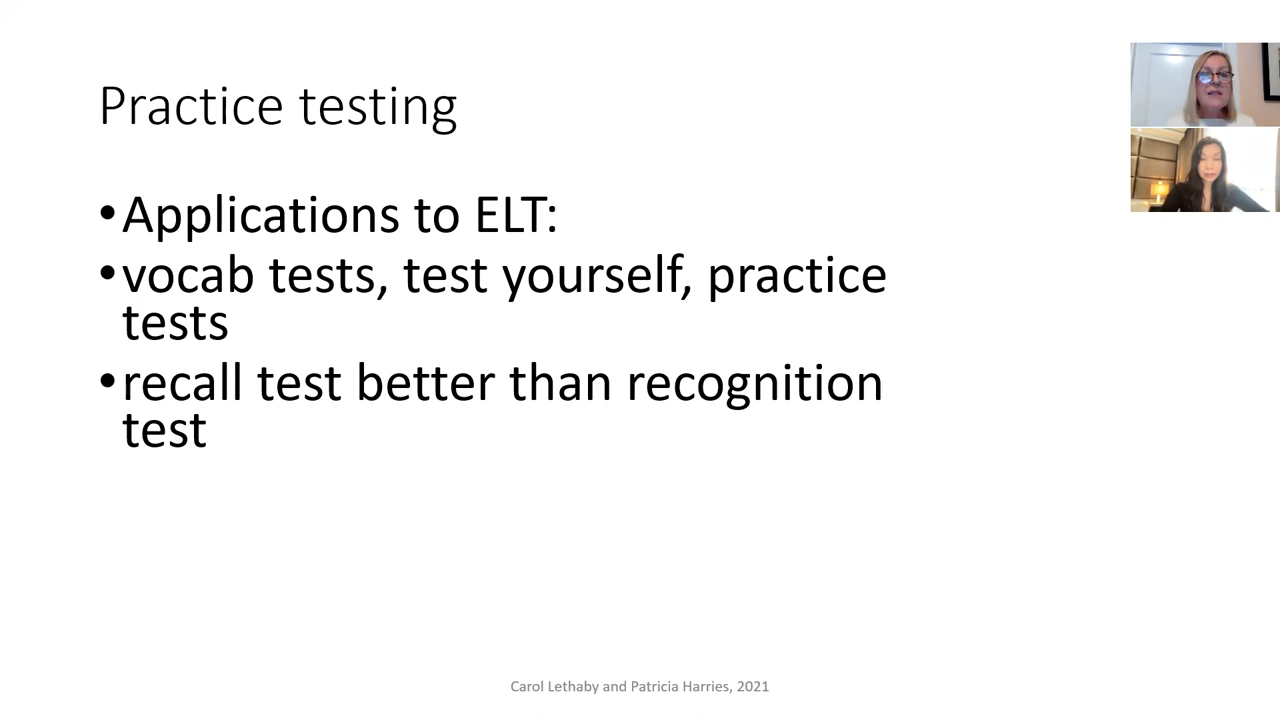 Practice testing
•Applications to ELT:
•vocab tests, test yourself, practice
tests
•recall test better than recognition
test
Carol Lethaby and Patricia Harries, 2021